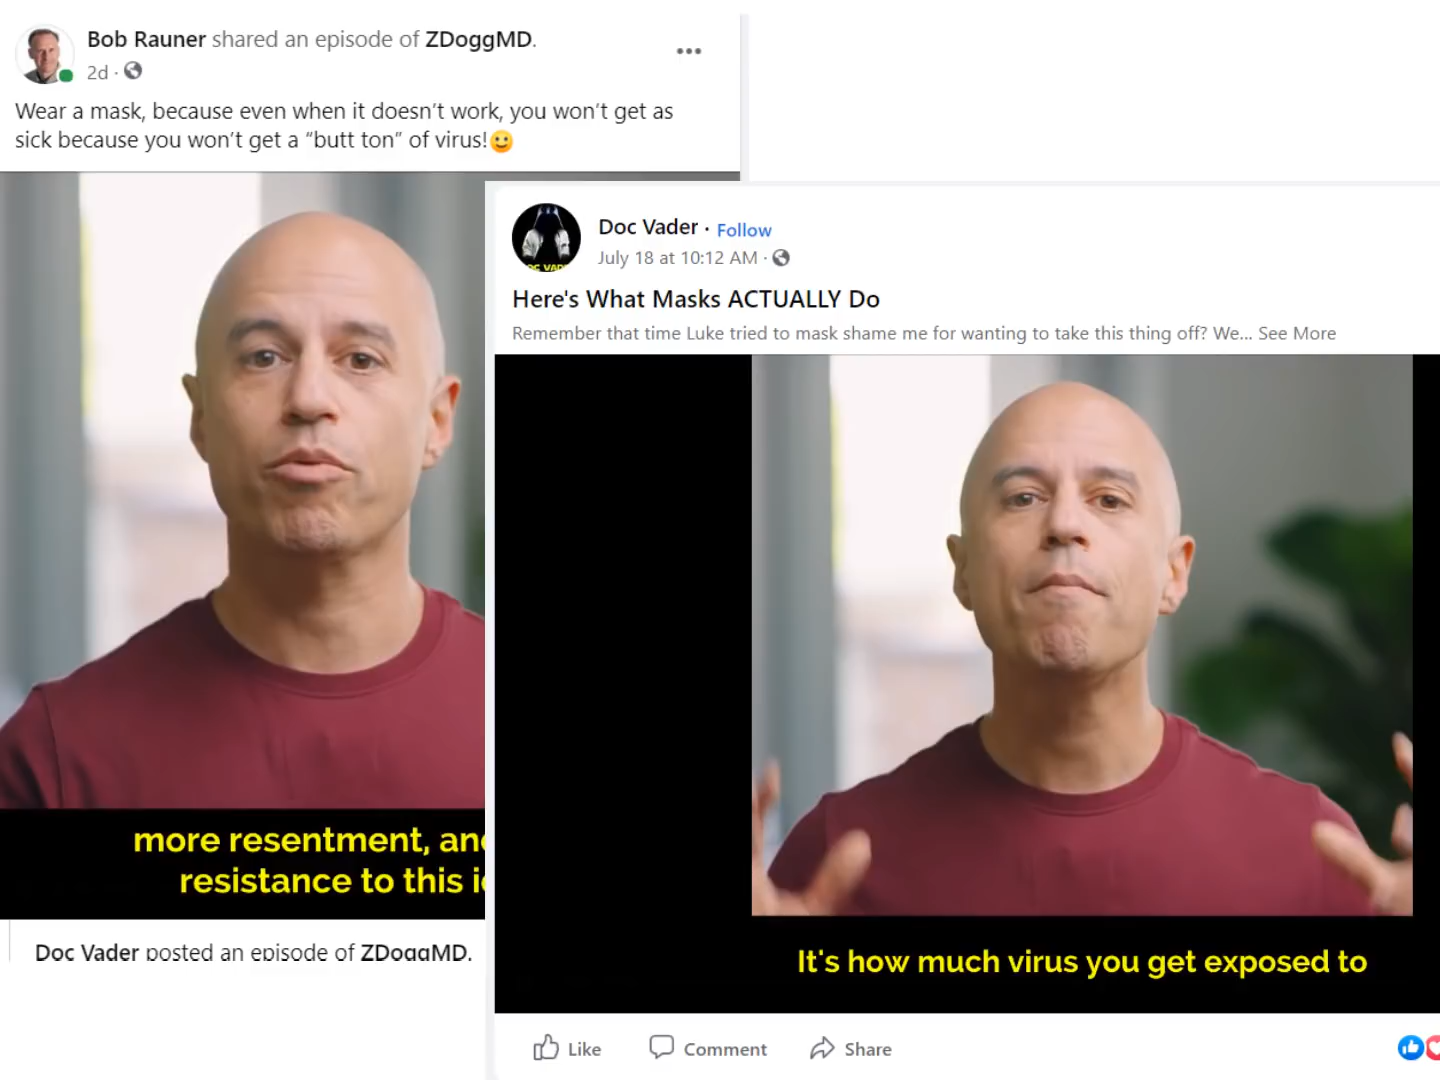 Bob Rauner shared an episode of ZDoggMD.
2d ·
Wear a mask, because even when it doesn't work, you won't get as
sick because you won't get a "butt ton" of virus!
more resentment, and
resistance to this
Doc Vader posted an episode of ZDoggMD.
DOC VADER
Doc Vader · Follow
July 18 at 10:12 AM ·
Here's What Masks ACTUALLY Do
Remember that time Luke tried to mask shame me for wanting to take this thing off? We... See More
It's how much virus you get exposed to
Like Comment Share